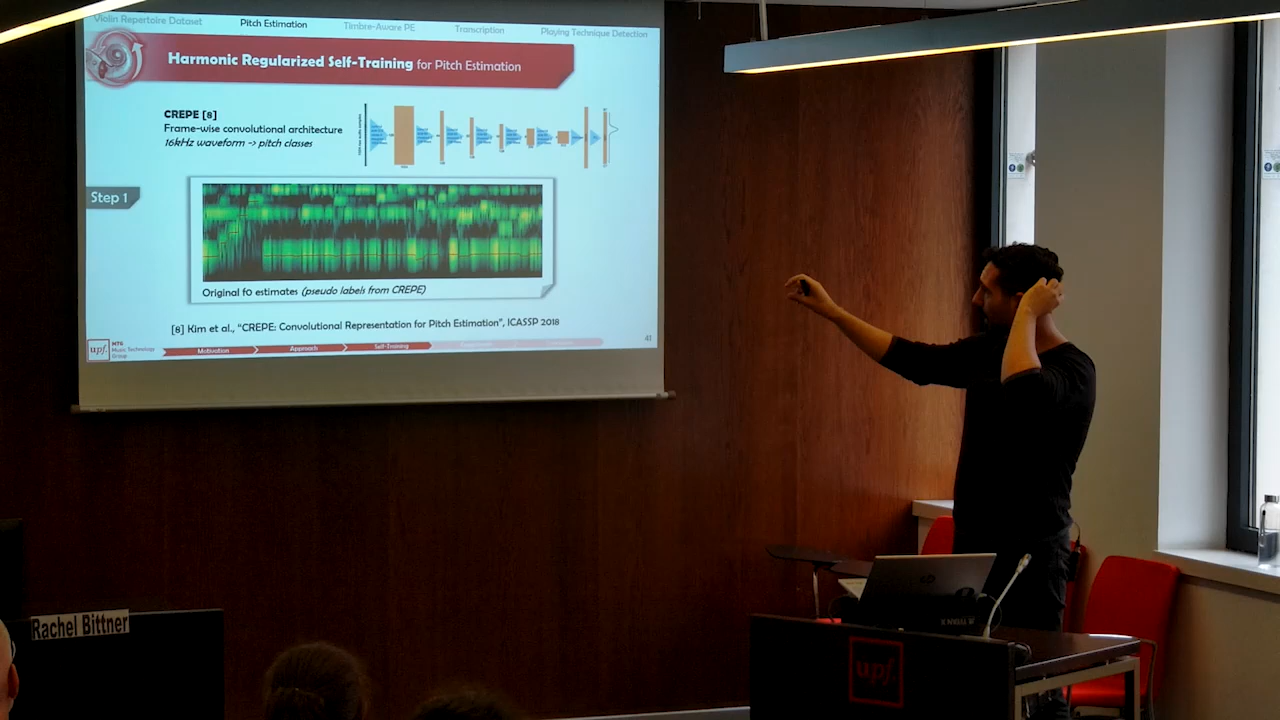 Violin Repertoire Dataset
Pitch Estimation
Timbre-Aware PE
Transcription
Playing Technique Detection
Harmonic Regularized Self-Training for Pitch Estimation
CREPE [8]
Frame-wise convolutional architecture
16kHz waveform -> pitch classes
Step 1
Original f0 estimates (pseudo labels from CREPE)
[8] Kim et al., "CREPE: Convolutional Representation for Pitch Estimation", ICASSP 2018
upf.
MTG
Music Technology
Group
Motivation
Approach
Self-Training
41
Rachel Bittner
hp
upf.